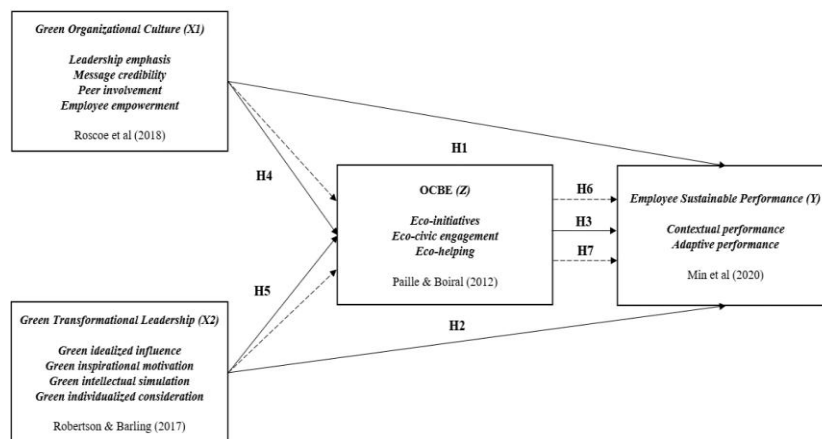 Green Organizational Culture (X1)
Leadership emphasis
Message credibility
Peer involvement
Employee empowerment
Roscoe et al (2018)
H1
H4
OCBE (Z)
Eco-initiatives
Eco-civic engagement
Eco-helping
Paille & Boiral (2012)
H6
H3
H7
Employee Sustainable Performance (Y)
Contextual performance
Adaptive performance
Min et al (2020)
H5
H2
Green Transformational Leadership (X2)
Green idealized influence
Green inspirational motivation
Green intellectual simulation
Green individualized consideration
Robertson & Barling (2017)